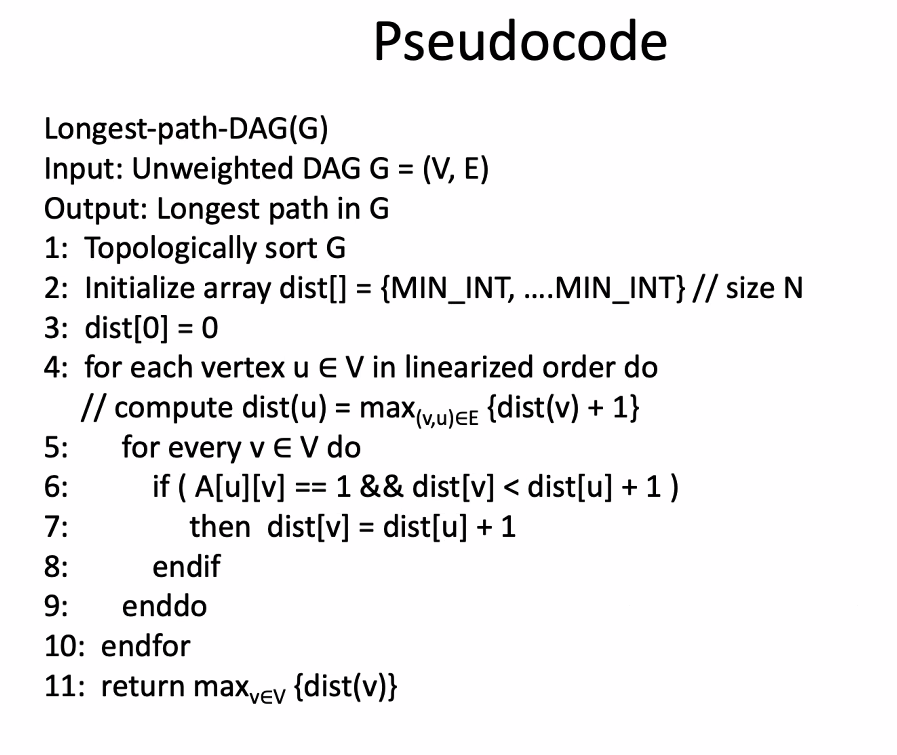 Pseudocode
Longest-path-DAG(G)
Input: Unweighted DAG G = (V, E)
Output: Longest path in G
1: Topologically sort G
2: Initialize array dist[] = {MIN_INT, ....MIN_INT} // size N
3: dist[0] = 0
4: for each vertex u ∈ V in linearized order do
// compute dist(u) = max(v,u)∈E {dist(v) + 1}
5: for every v ∈ V do
6: if ( A[u][v] == 1 && dist[v] < dist[u] + 1 )
7: then dist[v] = dist[u] + 1
8: endif
9: enddo
10: endfor
11: return maxv∈V {dist(v)}